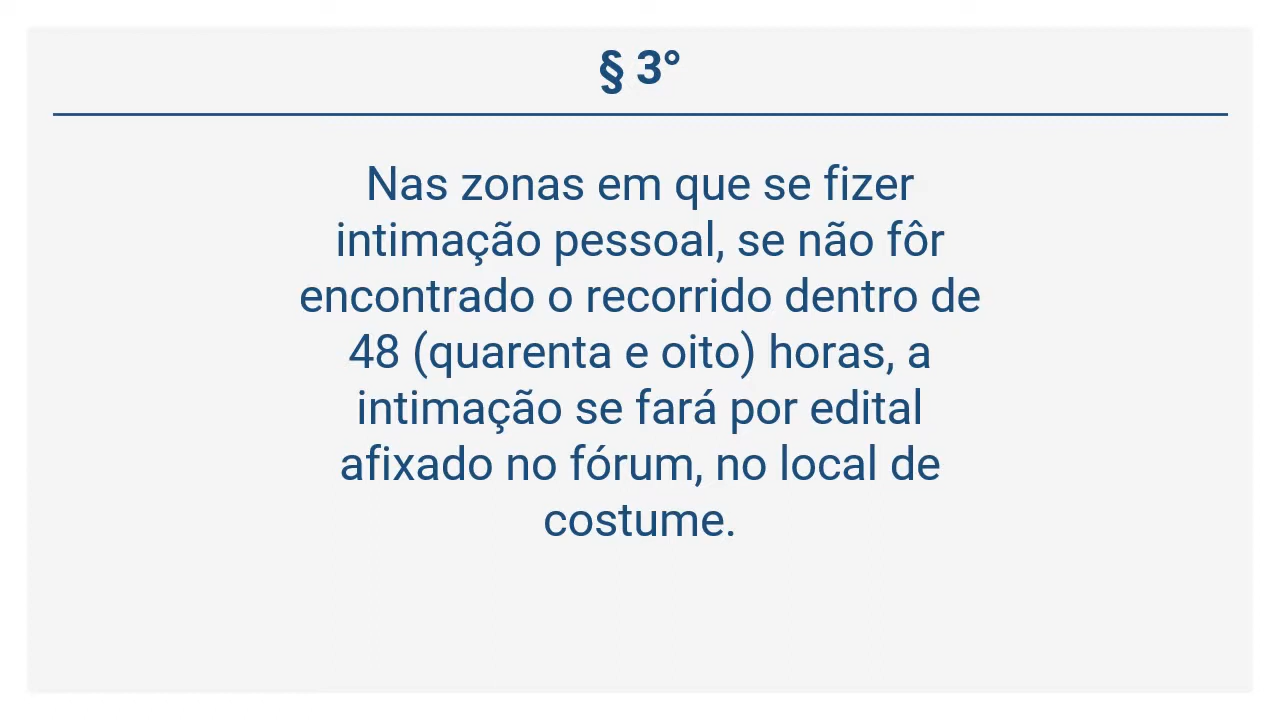 § 3°
Nas zonas em que se fizer
intimação pessoal, se não fôr
encontrado o recorrido dentro de
48 (quarenta e oito) horas, a
intimação se fará por edital
afixado no fórum, no local de
costume.